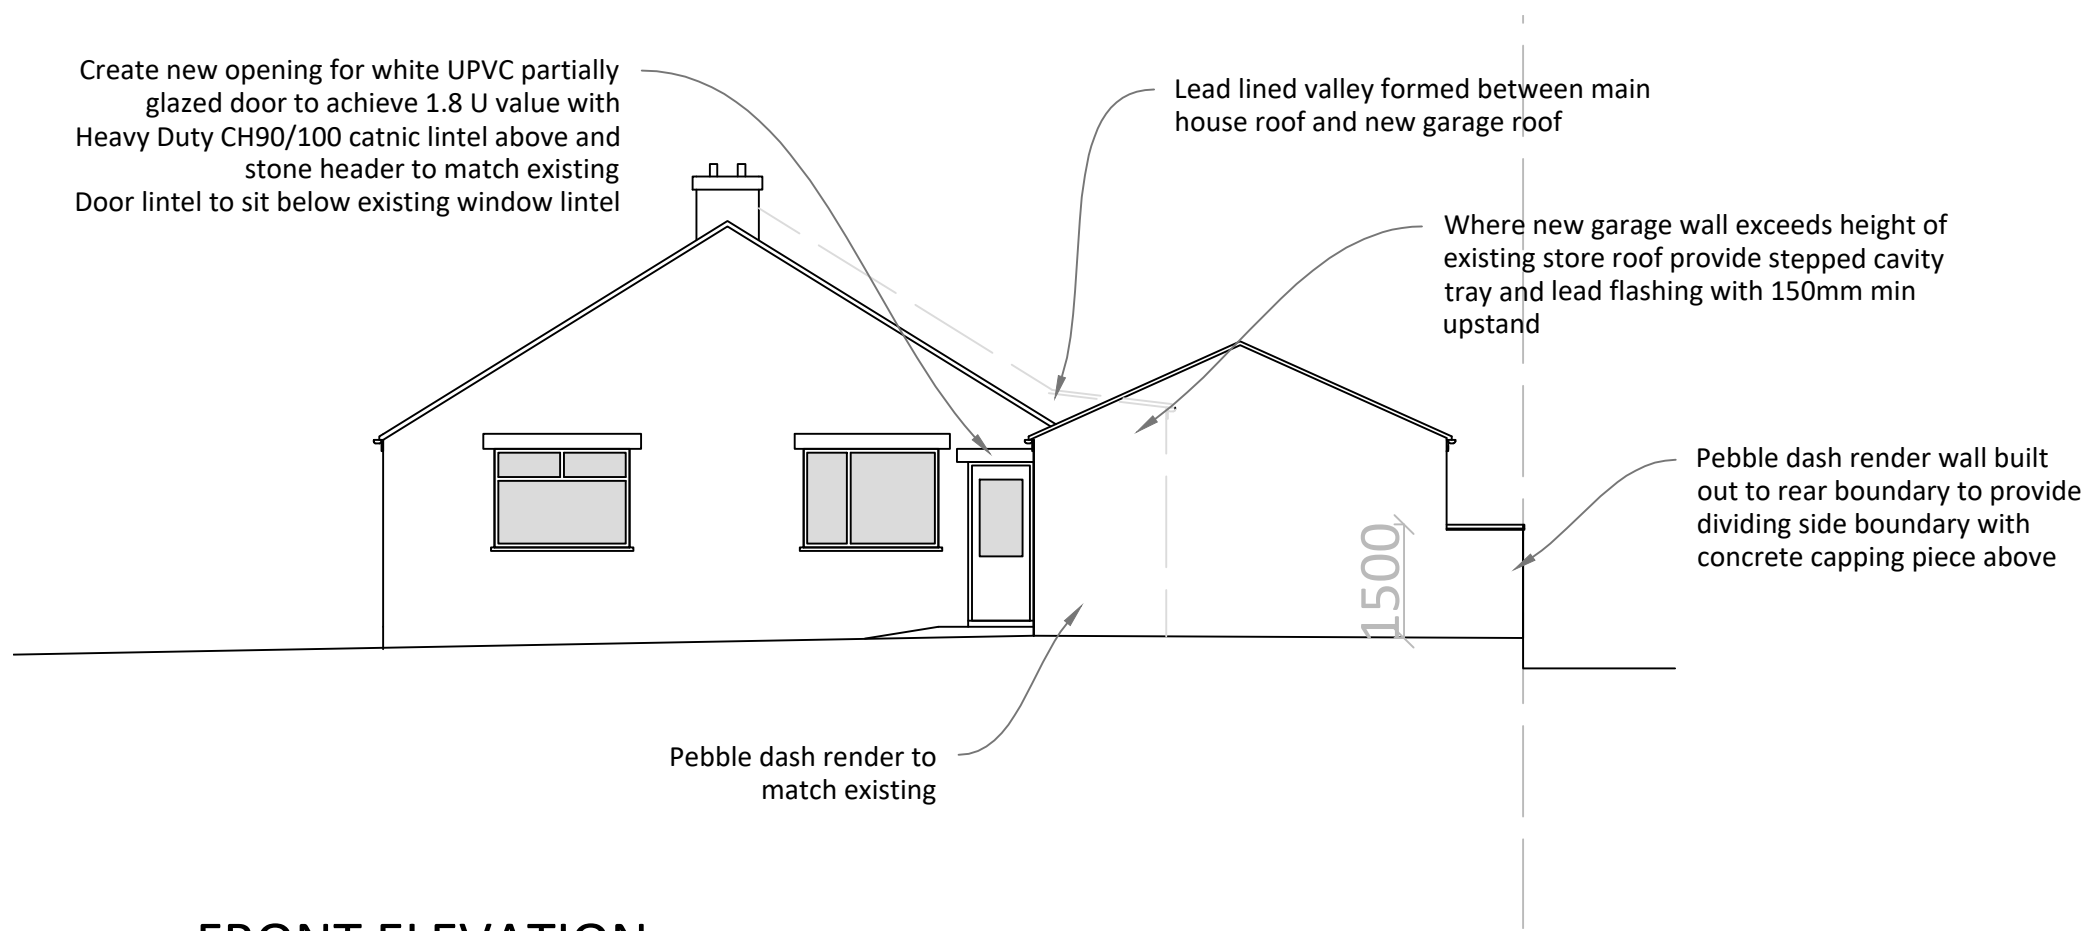 Create new opening for white UPVC partially
glazed door to achieve 1.8 U value with
Heavy Duty CH90/100 catnic lintel above and
stone header to match existing
Door lintel to sit below existing window lintel
Lead lined valley formed between main
house roof and new garage roof
Where new garage wall exceeds height of
existing store roof provide stepped cavity
tray and lead flashing with 150mm min
upstand
Pebble dash render wall built
out to rear boundary to provide
dividing side boundary with
concrete capping piece above
1500
Pebble dash render to
match existing
FRONT ELEVATION